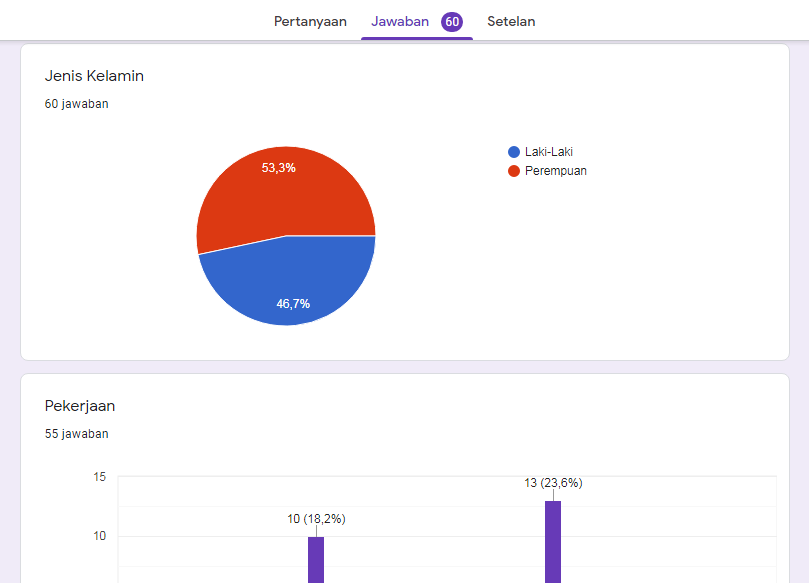 Pertanyaan Jawaban 60 Setelan
Jenis Kelamin
60 jawaban
53,3%
46,7%
Laki-Laki
Perempuan
Pekerjaan
55 jawaban
15
10
10 (18,2%)
13 (23,6%)